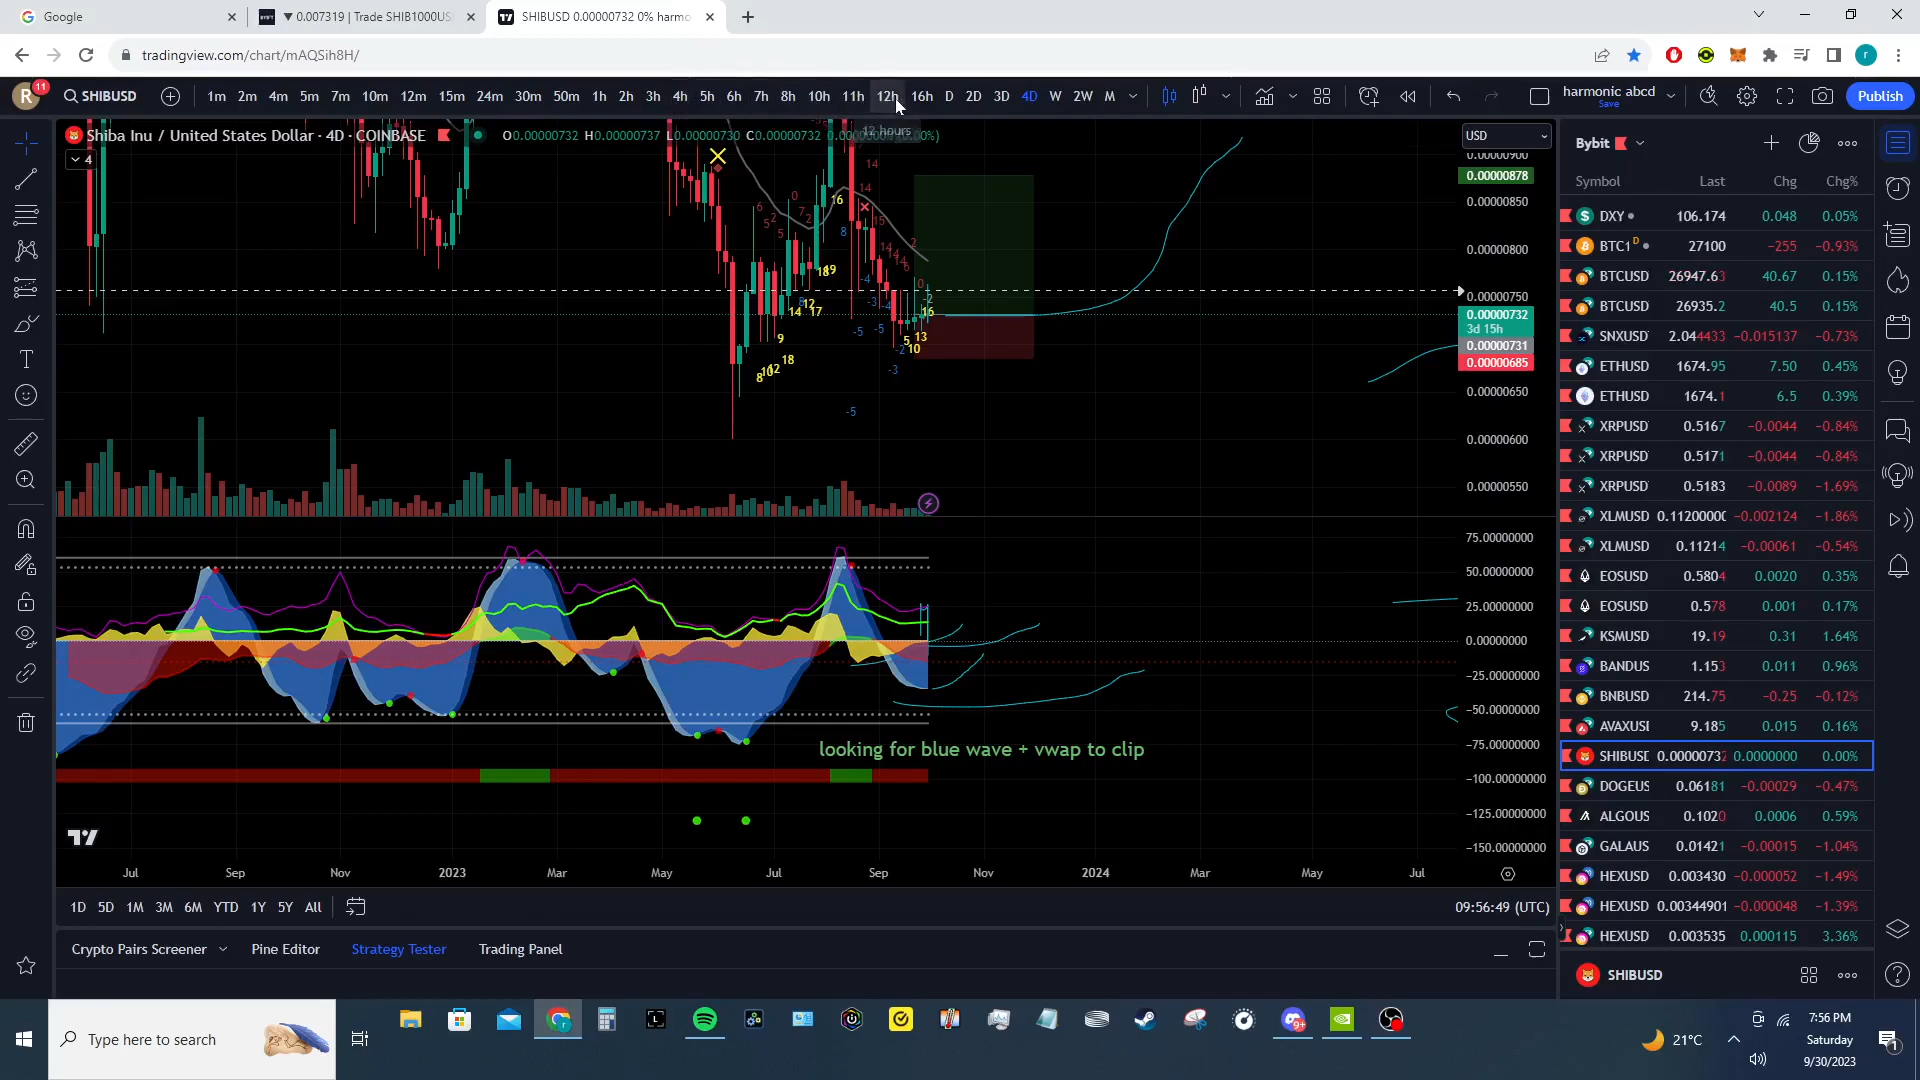 Google
▼ 0.007319 | Trade SHIB1000US
SHIBUSD 0.00000732 0% harmo
tradingview.com/chart/mAQSih8H/
R 11 SHIBUSD 1m 2m 4m 5m 7m 10m 12m 15m 24m 30m 50m 1h 2h 3h 4h 5h 6h 7h 8h 10h 11h 12h 16h D 2D 3D 4D W 2W M harmonic abcd Save Publish
12 hours
Shiba Inu / United States Dollar · 4D · COINBASE O0.00000732 H0.00000737 L0.00000730 C0.00000732
4
USD
0.00000900
0.00000878
0.00000850
0.00000800
0.00000750
0.00000732
3d 15h
0.00000731
0.00000685
0.00000650
0.00000600
0.00000550
75.00000000
50.00000000
25.00000000
0.00000000
−25.00000000
−50.00000000
−75.00000000
−100.00000000
−125.00000000
−150.00000000
looking for blue wave + vwap to clip
Jul Sep Nov 2023 Mar May Jul Sep Nov 2024 Mar May Jul
1D 5D 1M 3M 6M YTD 1Y 5Y All 09:56:49 (UTC)
Crypto Pairs Screener Pine Editor Strategy Tester Trading Panel
Bybit
Symbol Last Chg Chg%
DXY 106.174 0.048 0.05%
BTC1 D 27100 −255 −0.93%
BTCUSD 26947.63 40.67 0.15%
BTCUSD 26935.2 40.5 0.15%
SNXUSD 2.044433 −0.015137 −0.73%
ETHUSD 1674.95 7.50 0.45%
ETHUSD 1674.1 6.5 0.39%
XRPUSD 0.5167 −0.0044 −0.84%
XRPUSD 0.5171 −0.0044 −0.84%
XRPUSD 0.5183 −0.0089 −1.69%
XLMUSD 0.1120000 −0.002124 −1.86%
XLMUSD 0.11214 −0.00061 −0.54%
EOSUSD 0.5804 0.0020 0.35%
EOSUSD 0.578 0.001 0.17%
KSMUSD 19.19 0.31 1.64%
BANDUS 1.153 0.011 0.96%
BNBUSD 214.75 −0.25 −0.12%
AVAXUSI 9.185 0.015 0.16%
SHIBUSD 0.00000732 0.0000000 0.00%
DOGEUS 0.06181 −0.00029 −0.47%
ALGOUS 0.1020 0.0006 0.59%
GALAUS 0.01421 −0.00015 −1.04%
HEXUSD 0.003430 −0.000052 −1.49%
HEXUSD 0.00344901 −0.000048 −1.39%
HEXUSD 0.003535 0.000115 3.36%
SHIBUSD
Type here to search
21°C
7:56 PM
Saturday
9/30/2023